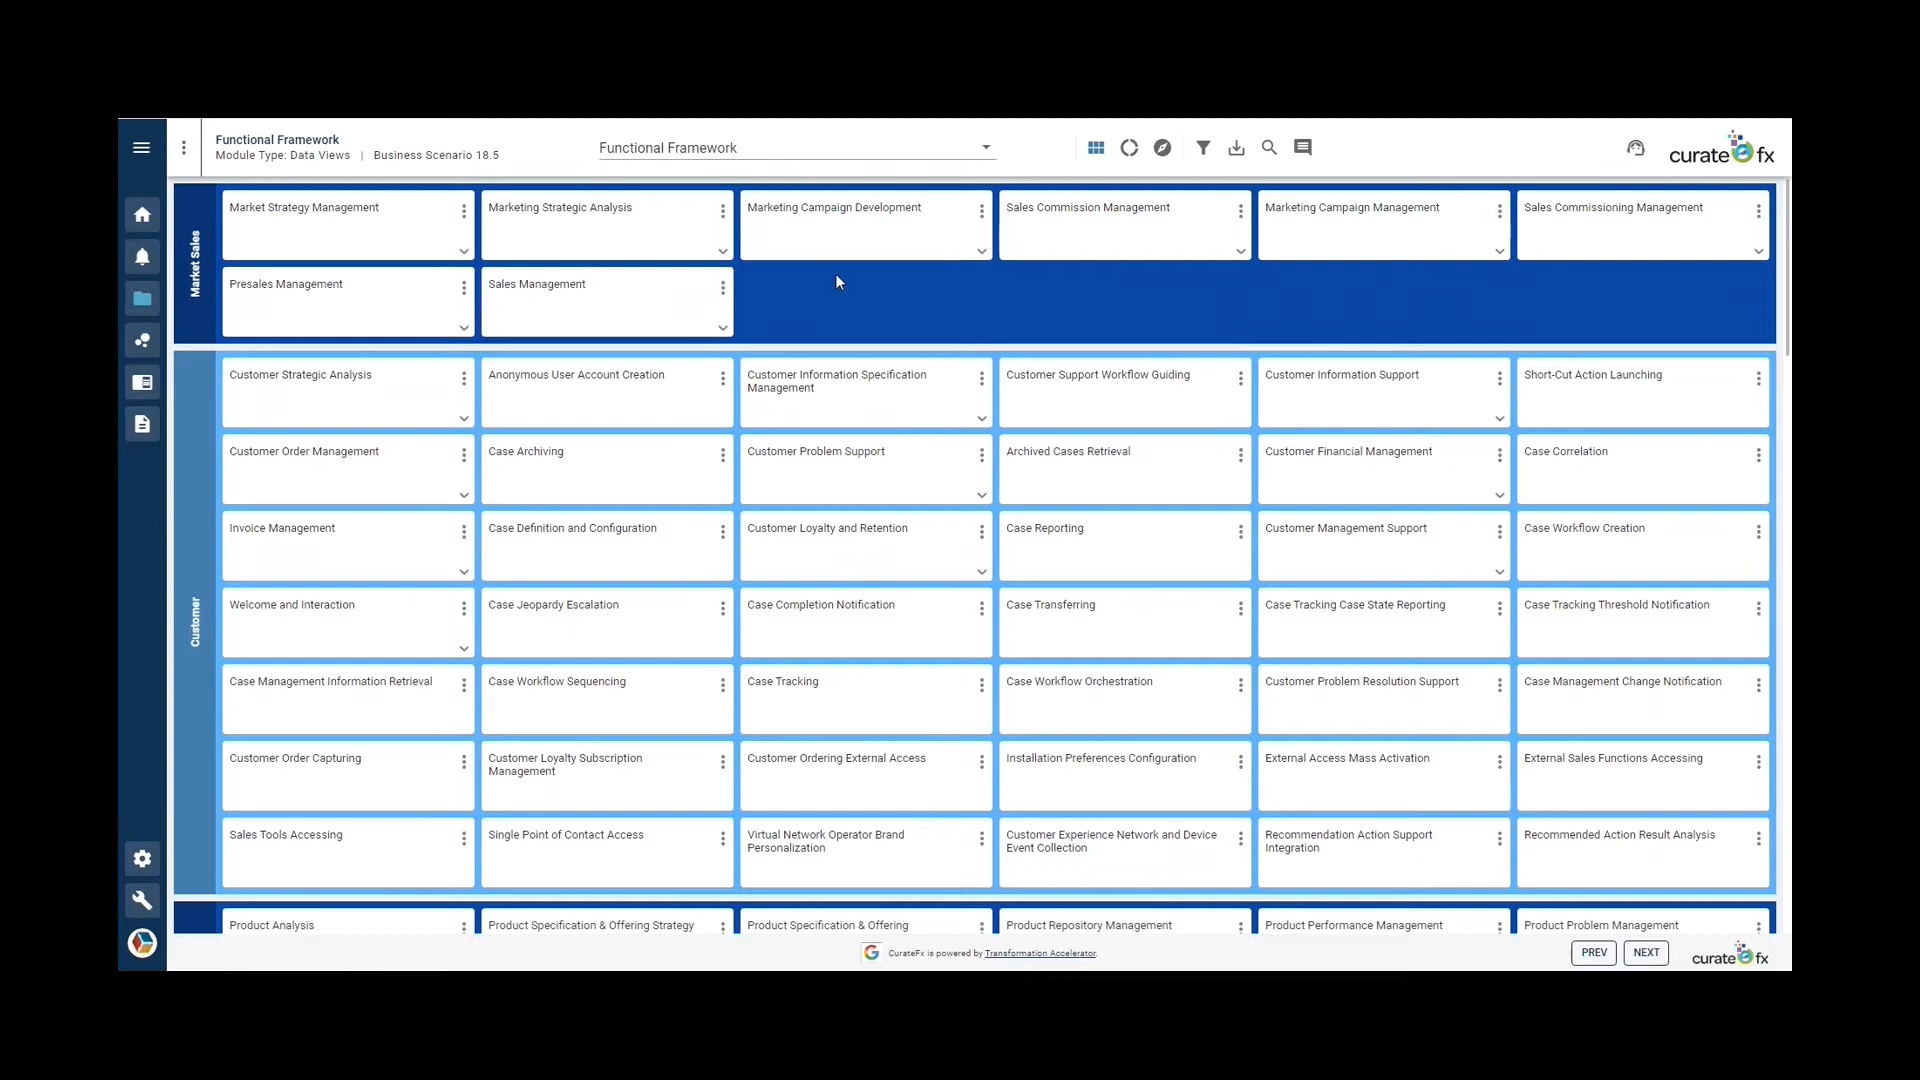 Functional Framework
Module Type: Data Views | Business Scenario 18.5
Functional Framework
curate fx
Market Sales
Market Strategy Management
Marketing Strategic Analysis
Marketing Campaign Development
Sales Commission Management
Marketing Campaign Management
Sales Commissioning Management
Presales Management
Sales Management
Customer
Customer Strategic Analysis
Anonymous User Account Creation
Customer Information Specification
Management
Customer Support Workflow Guiding
Customer Information Support
Short-Cut Action Launching
Customer Order Management
Case Archiving
Customer Problem Support
Archived Cases Retrieval
Customer Financial Management
Case Correlation
Invoice Management
Case Definition and Configuration
Customer Loyalty and Retention
Case Reporting
Customer Management Support
Case Workflow Creation
Welcome and Interaction
Case Jeopardy Escalation
Case Completion Notification
Case Transferring
Case Tracking Case State Reporting
Case Tracking Threshold Notification
Case Management Information Retrieval
Case Workflow Sequencing
Case Tracking
Case Workflow Orchestration
Customer Problem Resolution Support
Case Management Change Notification
Customer Order Capturing
Customer Loyalty Subscription
Management
Customer Ordering External Access
Installation Preferences Configuration
External Access Mass Activation
External Sales Functions Accessing
Sales Tools Accessing
Single Point of Contact Access
Virtual Network Operator Brand
Personalization
Customer Experience Network and Device
Event Collection
Recommendation Action Support
Integration
Recommended Action Result Analysis
Product Analysis
Product Specification & Offering Strategy
Product Specification & Offering
Product Repository Management
Product Performance Management
Product Problem Management
CurateFx is powered by Transformation Accelerator.
PREV
NEXT
curate fx